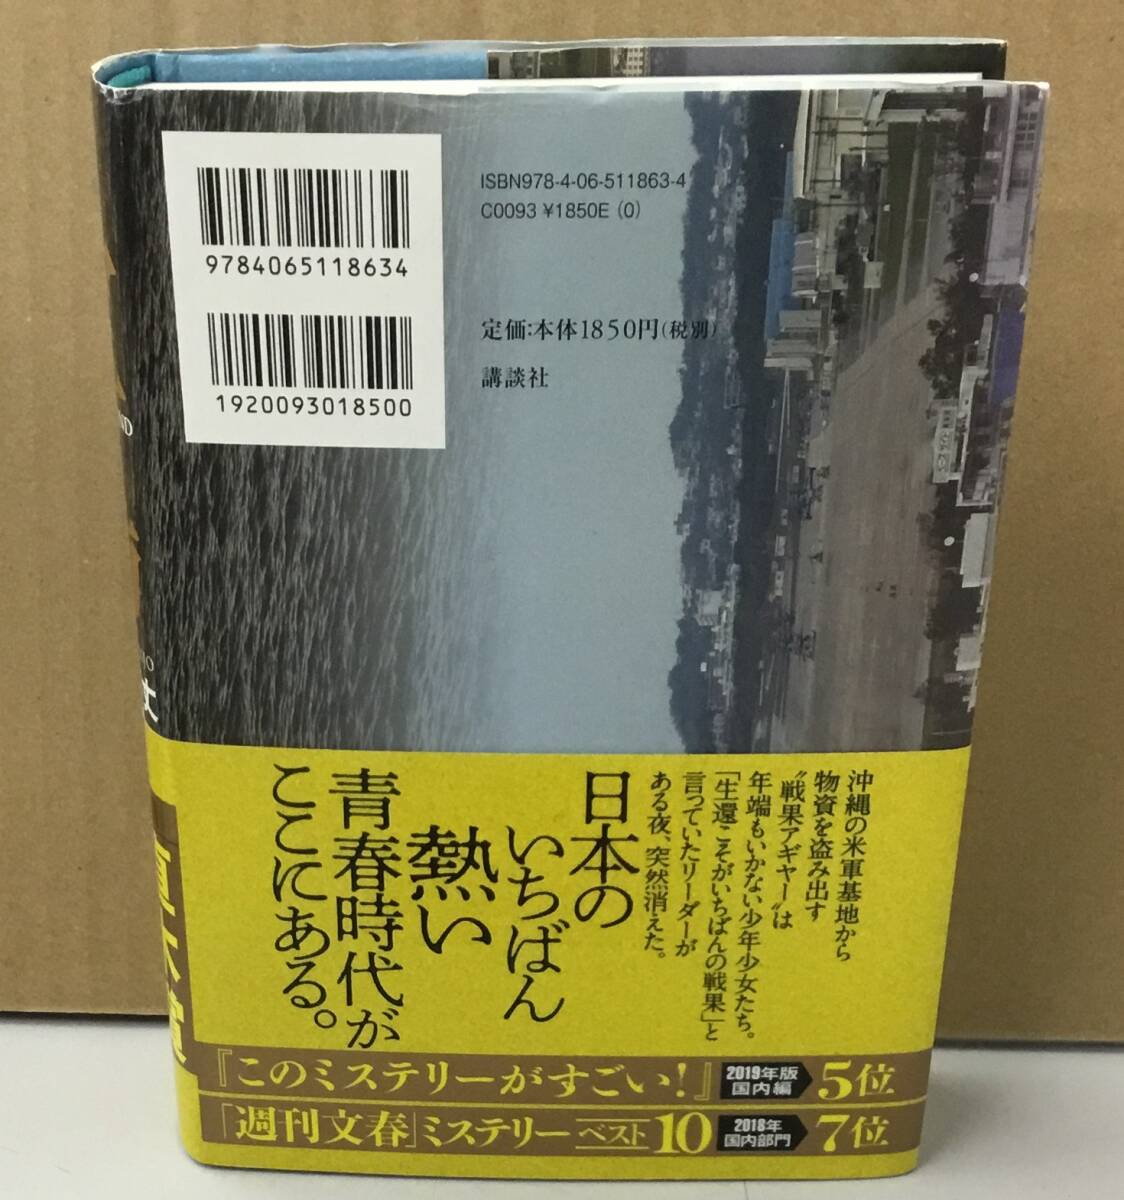 9784065118634
1920093018500
ISBN978-4-06-511863-4
C0093 ¥1850E (0)
定価:本体1850円(税別)
講談社
沖縄の米軍基地から
物資を盗み出す
〝戦果アギヤー〟は
年端もいかない少年少女たち。
「生還こそがいちばんの戦果」と
言っていたリーダーが
ある夜、突然消えた。
日本の
いちばん
熱い
青春時代が
ここにある。
『このミステリーがすごい!』 2019年版 国内編 5位
「週刊文春」ミステリーベスト10 2018年 国内部門 7位